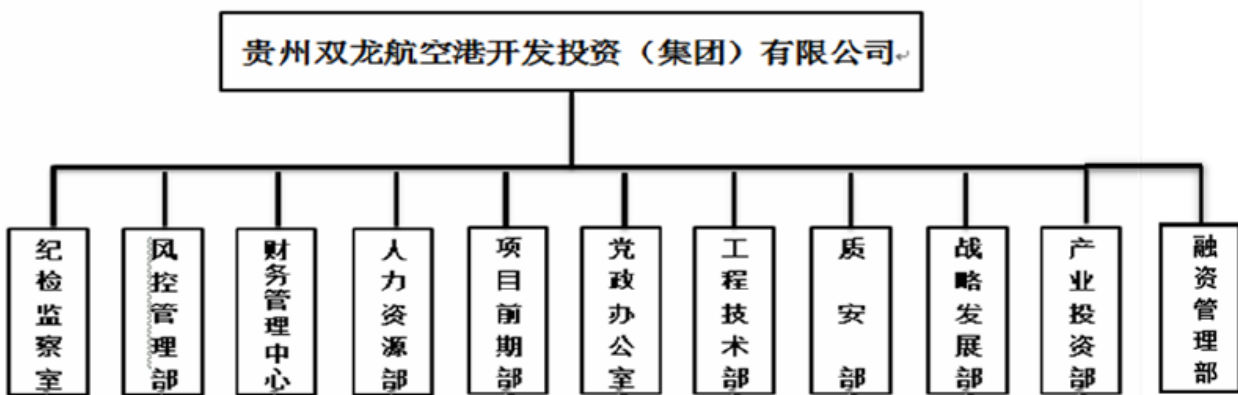 贵州双龙航空港开发投资（集团）有限公司
纪检监察室
风控管理部
财务管理中心
人力资源部
项目前期部
党政办公室
工程技术部
质安部
战略发展部
产业投资部
融资管理部